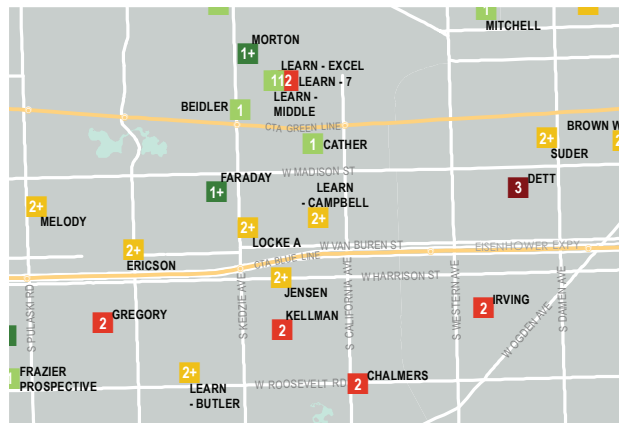 1
MITCHELL
MORTON
1+
LEARN - EXCEL
11 2 LEARN - 7
LEARN -
MIDDLE
BEIDLER 1
CTA GREEN LINE
1 CATHER
BROWN W
2+ 2
SUDER
W MADISON ST
FARADAY
1+
LEARN
- CAMPBELL
2+
DETT
3
2+
MELODY
2+
LOCKE A
W VAN BUREN ST
EISENHOWER EXPY
2+
ERICSON
CTA BLUE LINE
W HARRISON ST
2+
JENSEN
S PULASKI RD
S KEDZIE AVE
S CALIFORNIA AVE
S WESTERN AVE
S DAMEN AVE
W OGDEN AVE
2 GREGORY
KELLMAN
2
IRVING
2
FRAZIER
PROSPECTIVE
2+
LEARN
- BUTLER
W ROOSEVELT RD
CHALMERS
2